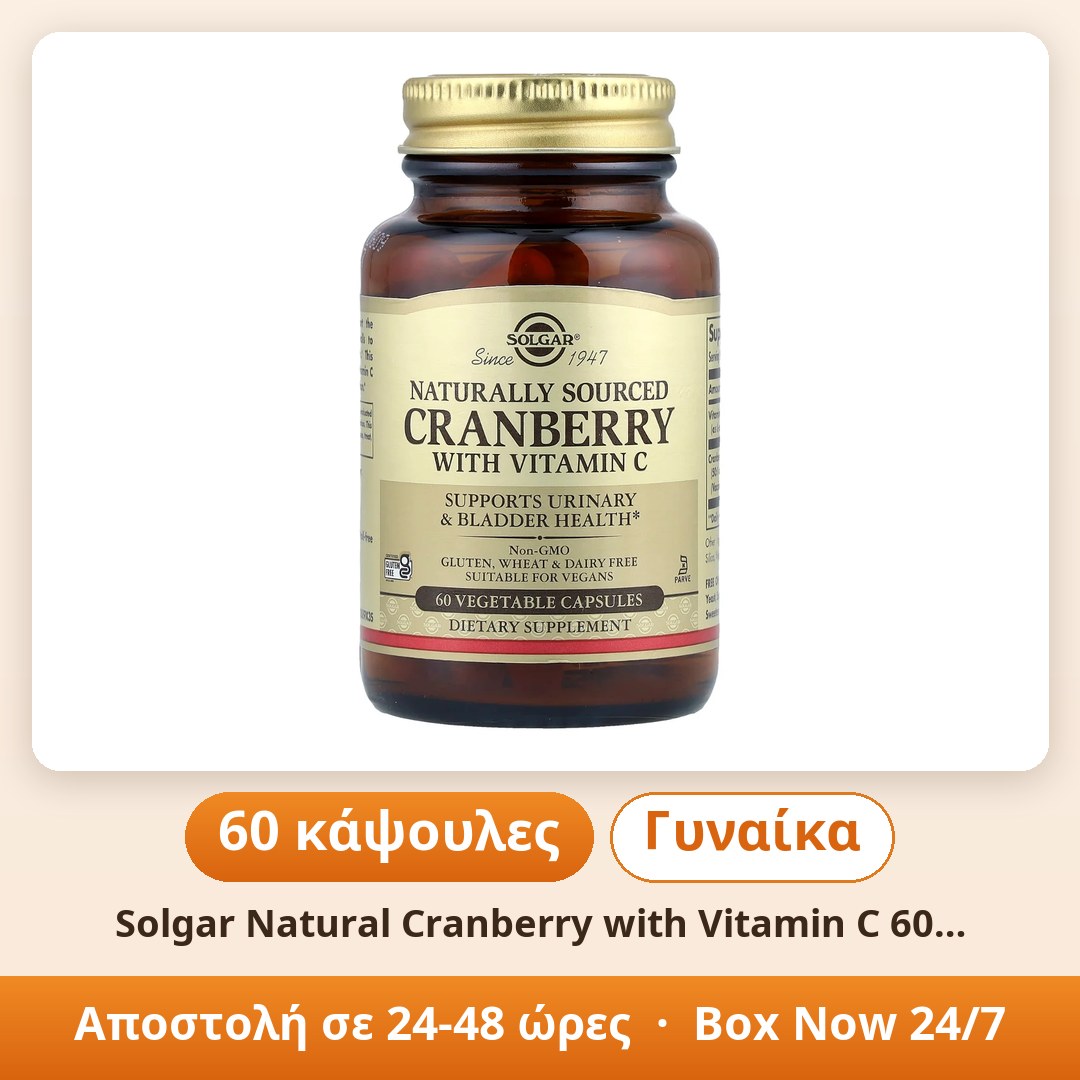 SOLGAR®
Since 1947
NATURALLY SOURCED
CRANBERRY
WITH VITAMIN C
SUPPORTS URINARY
& BLADDER HEALTH*
Non-GMO
GLUTEN, WHEAT & DAIRY FREE
SUITABLE FOR VEGANS
GLUTEN FREE
PARVE
60 VEGETABLE CAPSULES
DIETARY SUPPLEMENT
60 κάψουλες
Γυναίκα
Solgar Natural Cranberry with Vitamin C 60...
Αποστολή σε 24-48 ώρες · Box Now 24/7